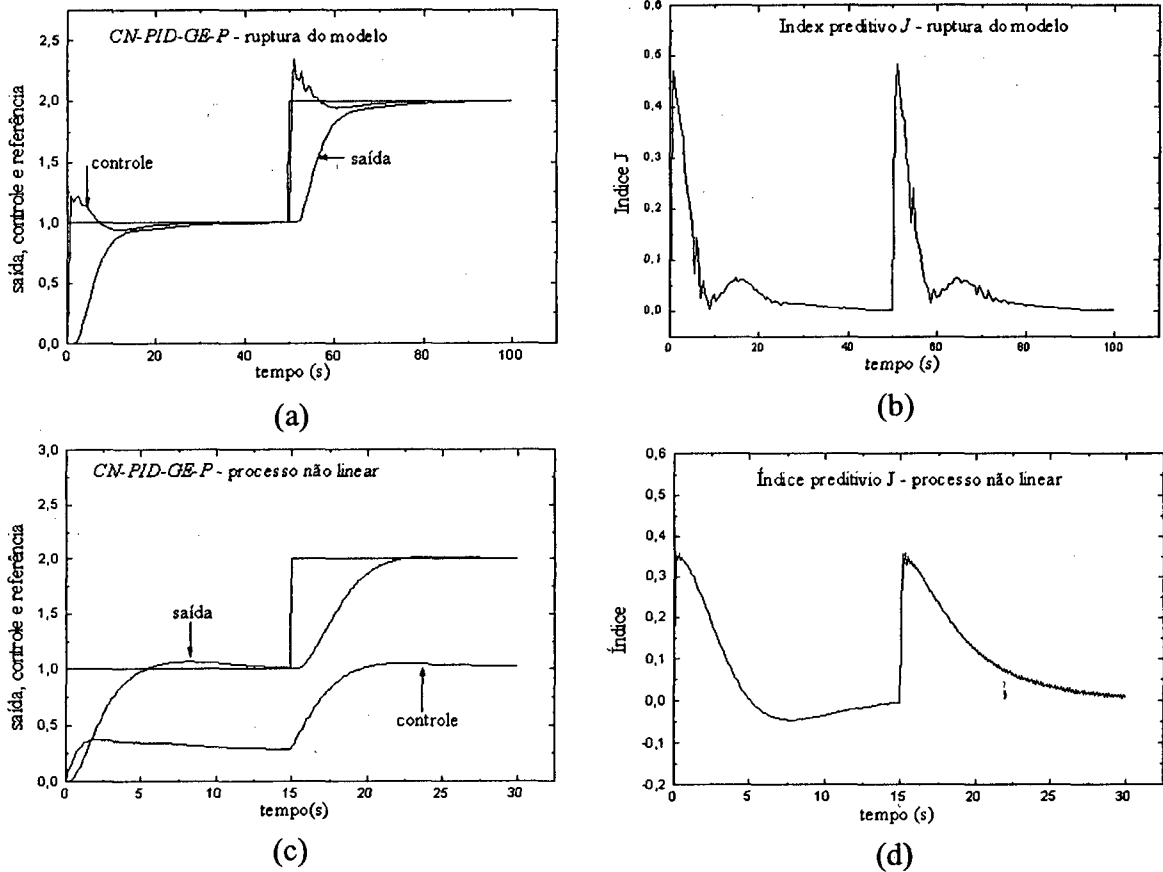 CN-PID-GE-P - ruptura do modelo
saída, controle e referência
2,5
2,0
1,5
1,0
0,5
0,0
controle
saída
0 20 40 60 80 100
tempo (s)
(a)
Index preditivo J - ruptura do modelo
Indice J
0,6
0,5
0,4
0,3
0,2
0,1
0,0
0 20 40 60 80 100
tempo (s)
(b)
CN-PID-GE-P - processo não linear
saída, controle e referência
3,0
2,5
2,0
1,5
1,0
0,5
0,0
saída
controle
0 5 10 15 20 25 30
tempo(s)
(c)
Índice preditívio J - processo não linear
Índice
0,6
0,5
0,4
0,3
0,2
0,1
0,0
-0,1
-0,2
0 5 10 15 20 25 30
tempo (s)
(d)